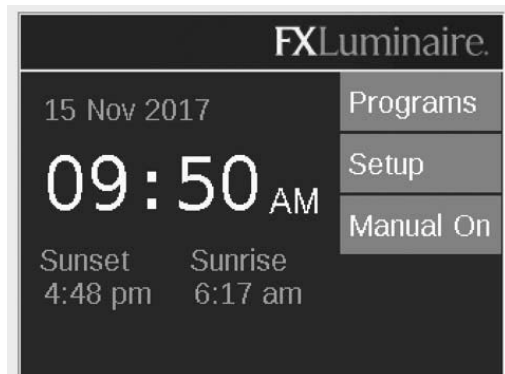 FXLuminaire.
15 Nov 2017
09:50 AM
Sunset Sunrise
4:48 pm 6:17 am
Programs
Setup
Manual On